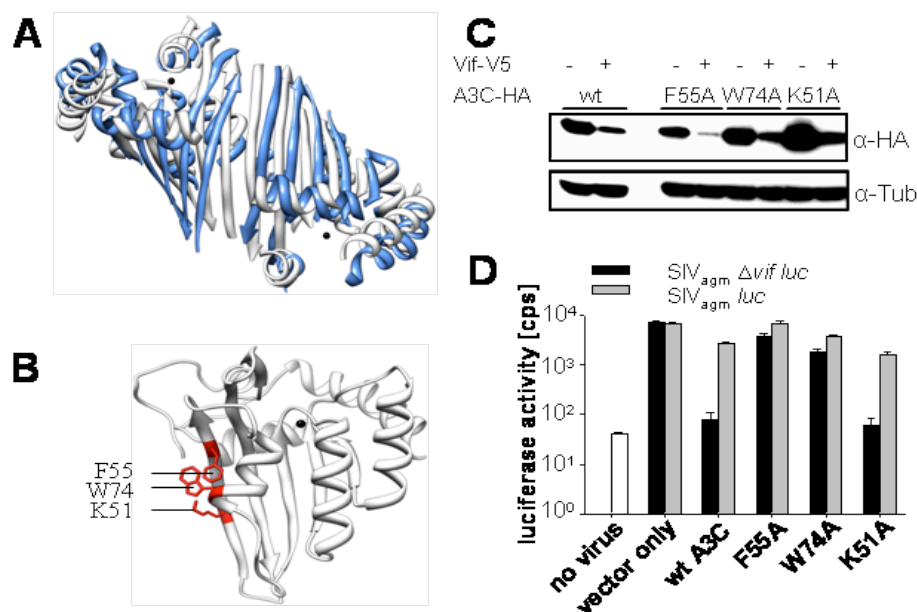 A
B
F55
W74
K51
C
Vif-V5 - + - + - + - +
A3C-HA wt F55A W74A K51A
α-HA
α-Tub
D
SIVagm Δvif luc
SIVagm luc
luciferase activity [cps]
10⁴
10³
10²
10¹
10⁰
no virus
vector only
wt A3C
F55A
W74A
K51A